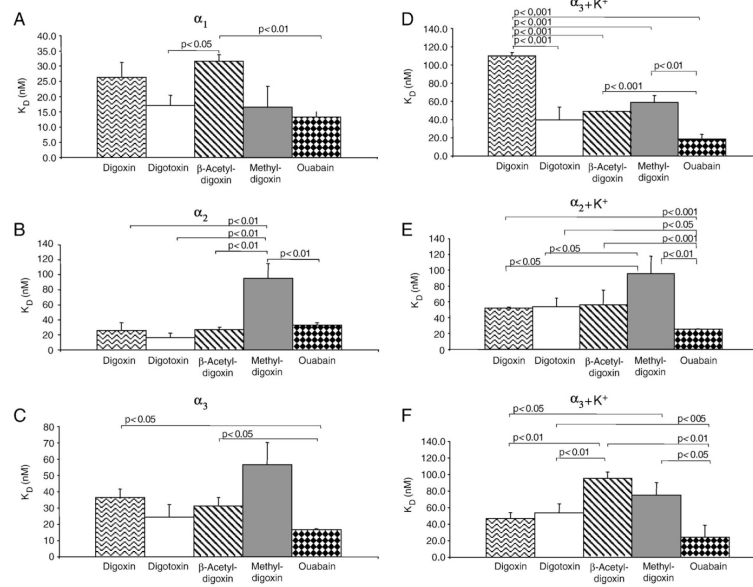 A
α1
p<0.05
p<0.01
KD (nM)
40.0
35.0
30.0
25.0
20.0
15.0
10.0
5.0
0.0
Digoxin
Digotoxin
β-Acetyl-
digoxin
Methyl-
digoxin
Ouabain
B
α2
p<0.01
p<0.01
p<0.01
p<0.01
KD (nM)
140
120
100
80
60
40
20
0
Digoxin
Digotoxin
β-Acetyl-
digoxin
Methyl-
digoxin
Ouabain
C
α3
p<0.05
p<0.05
KD (nM)
80
70
60
50
40
30
20
10
0
Digoxin
Digotoxin
β-Acetyl-
digoxin
Methyl-
digoxin
Ouabain
D
α3+K+
p<0,001
p<0,001
p<0,001
p<0,001
p<0.01
p<0.001
KD (nM)
140.0
120.0
100.0
80.0
60.0
40.0
20.0
0.0
Digoxin
Digotoxin
β-Acetyl-
digoxin
Methyl-
digoxin
Ouabain
E
α2+K+
p<0.001
p<0.05
p<0.001
p<0.05
p<0.01
p<0.05
KD (nM)
140
120
100
80
60
40
20
0
Digoxin
Digotoxin
β-Acetyl-
digoxin
Methyl-
digoxin
Ouabain
F
α3+K+
p<0.05
p<005
p<0.01
p<0.01
p<0.01
p<0.05
KD (nM)
140.0
120.0
100.0
80.0
60.0
40.0
20.0
0.0
Digoxin
Digotoxin
β-Acetyl-
digoxin
Methyl-
digoxin
Ouabain